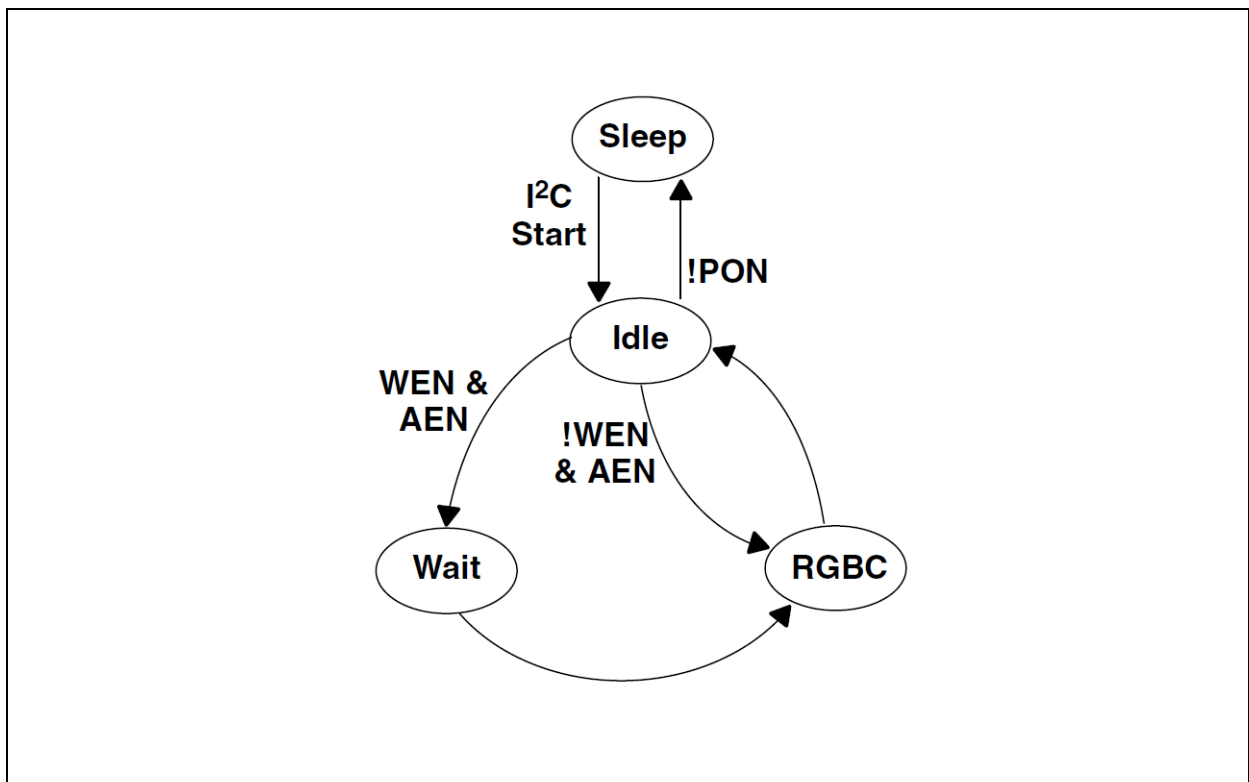 Sleep
I²C
Start
!PON
Idle
WEN &
AEN
!WEN
& AEN
Wait
RGBC